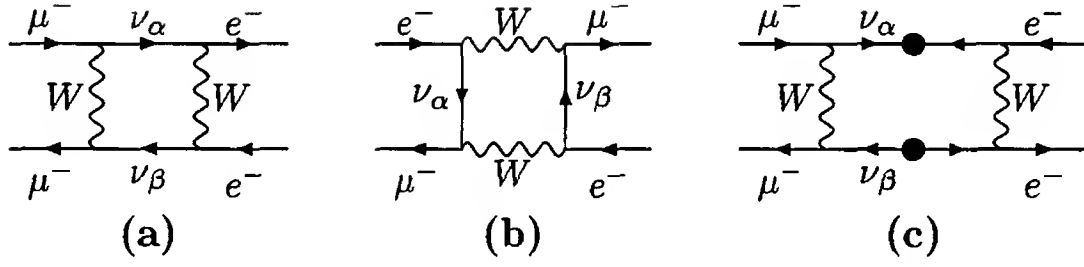 μ⁻ ν_α e⁻ e⁻ W μ⁻ μ⁻ ν_α e⁻
W W ν_α ν_β W W
μ⁻ ν_β e⁻ μ⁻ W e⁻ μ⁻ ν_β e⁻
(a) (b) (c)